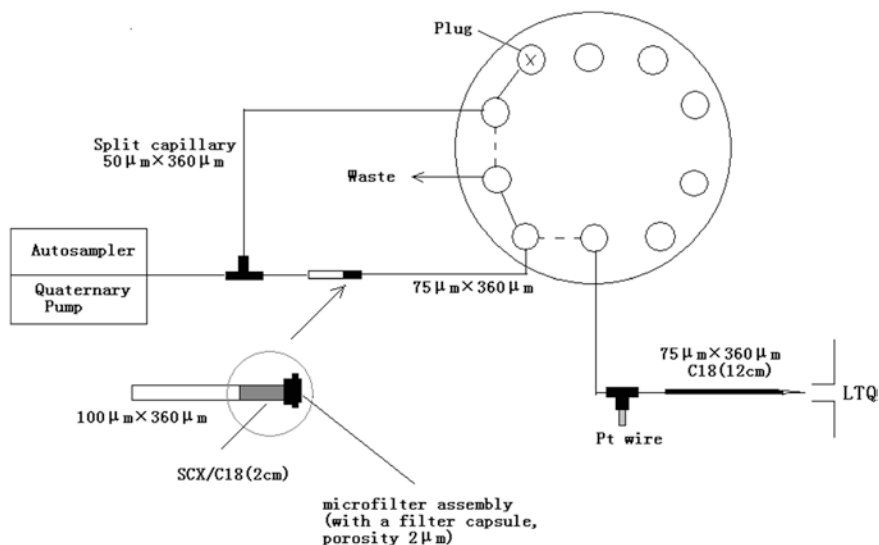 Plug
X
Split capillary
50μm×360μm
Waste
Autosampler
Quaternary
Pump
75μm×360μm
75μm×360μm
C18(12cm)
LTQ
Pt wire
100μm×360μm
SCX/C18(2cm)
microfilter assembly
(with a filter capsule,
porosity 2μm)